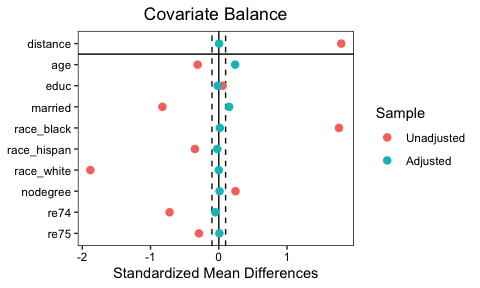 Covariate Balance
distance
age
educ
married
race_black
race_hispan
race_white
nodegree
re74
re75
-2 -1 0 1
Standardized Mean Differences
Sample
Unadjusted
Adjusted